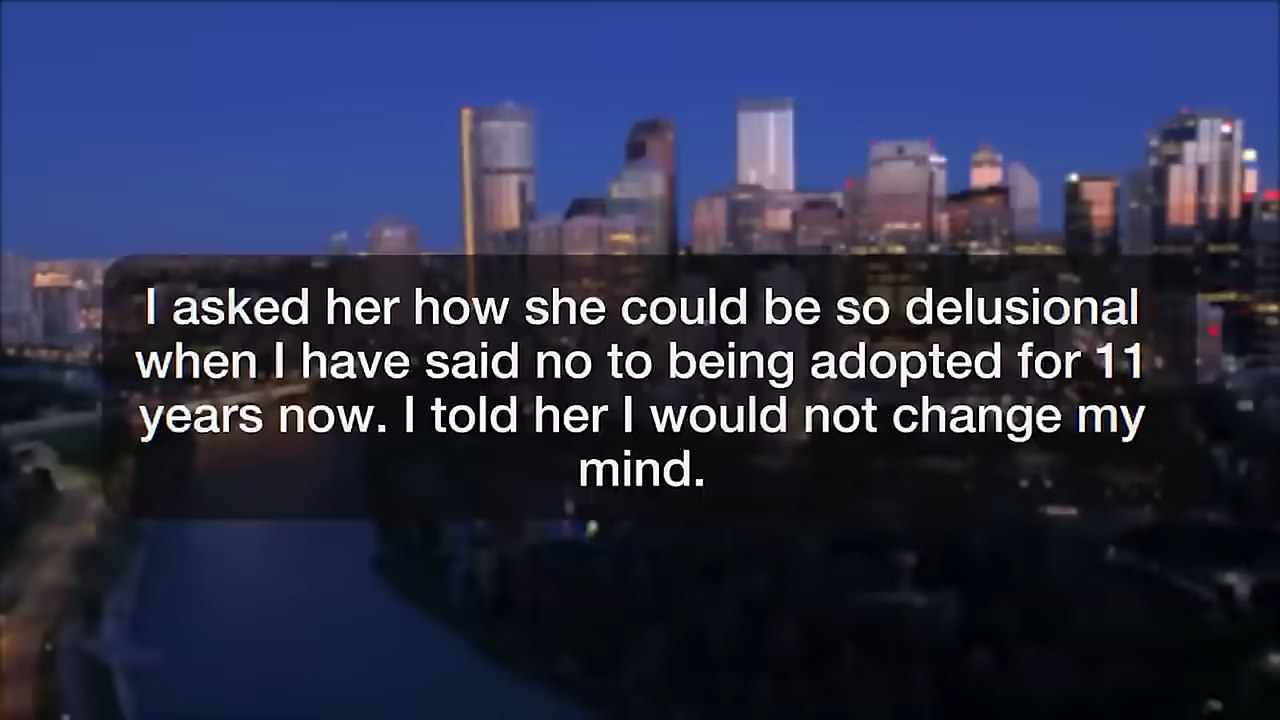 I asked her how she could be so delusional
when I have said no to being adopted for 11
years now. I told her I would not change my
mind.